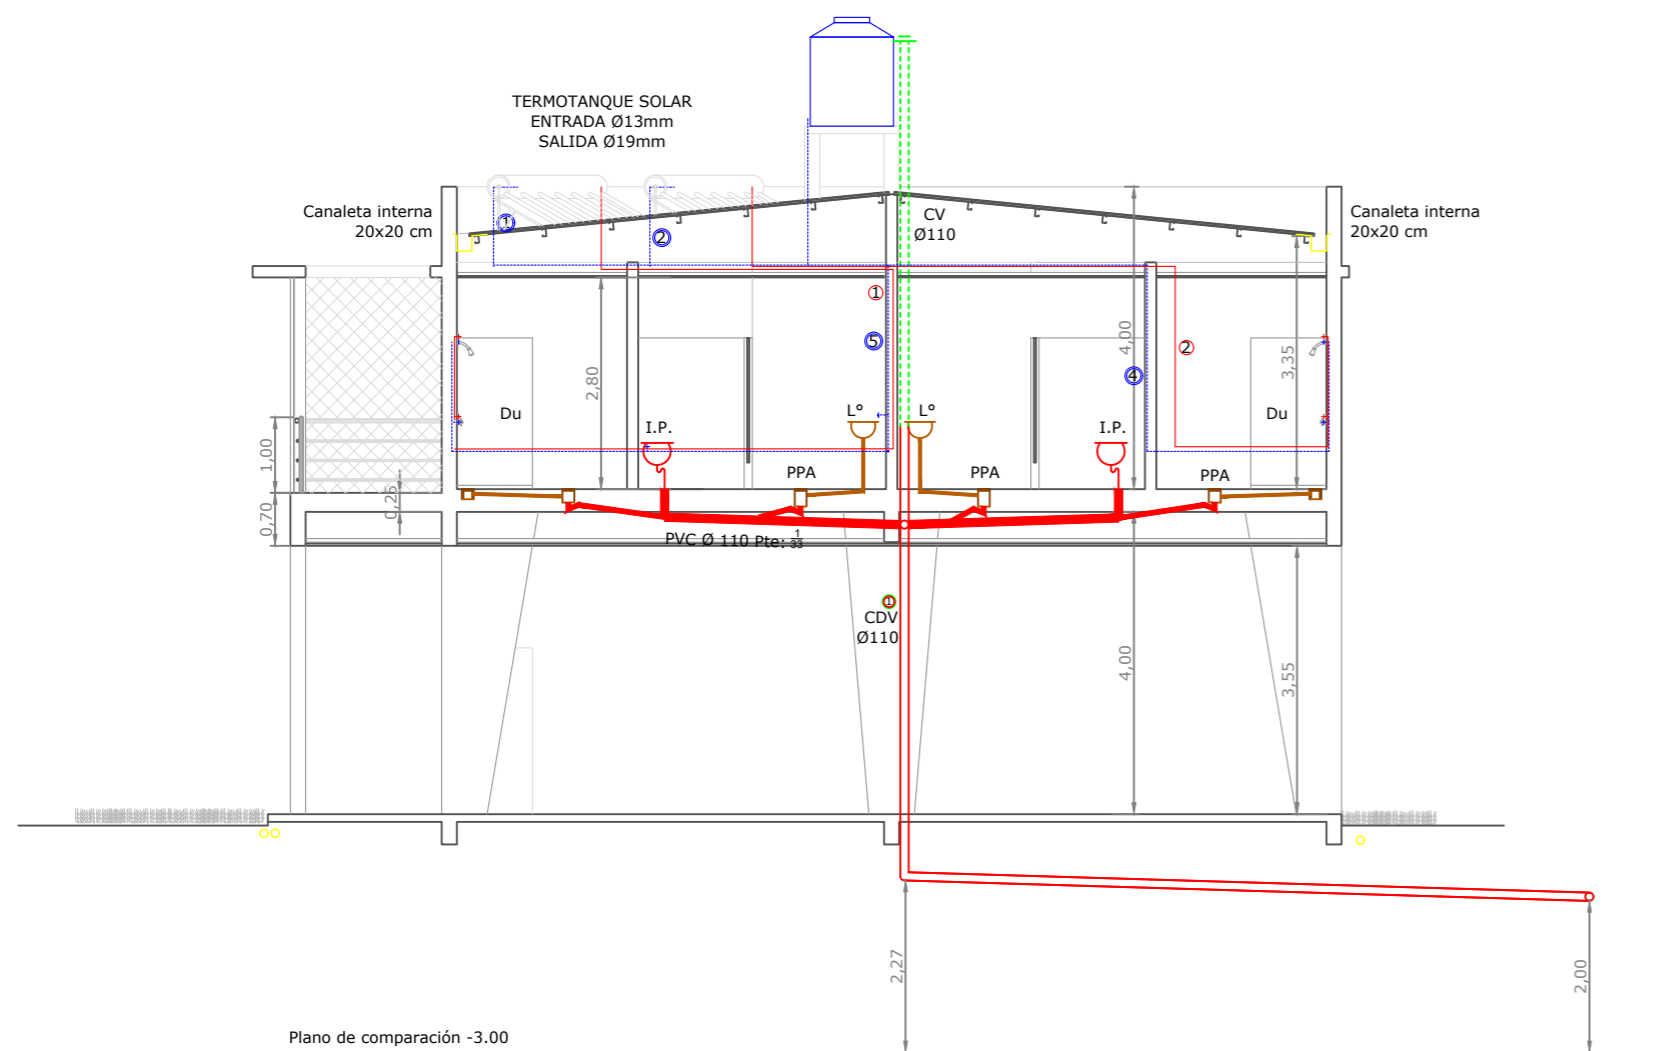 TERMOTANQUE SOLAR
ENTRADA Ø13mm
SALIDA Ø19mm
Canaleta interna
20x20 cm
CV
Ø110
Canaleta interna
20x20 cm
1
2
1
5
4
2
2,80
4,00
3,35
Du
I.P.
L°
L°
I.P.
Du
PPA
PPA
PPA
1,00
0,25
0,70
PVC Ø 110 Pte: 1/33
1
CDV
Ø110
4,00
3,55
2,27
2,00
Plano de comparación -3.00